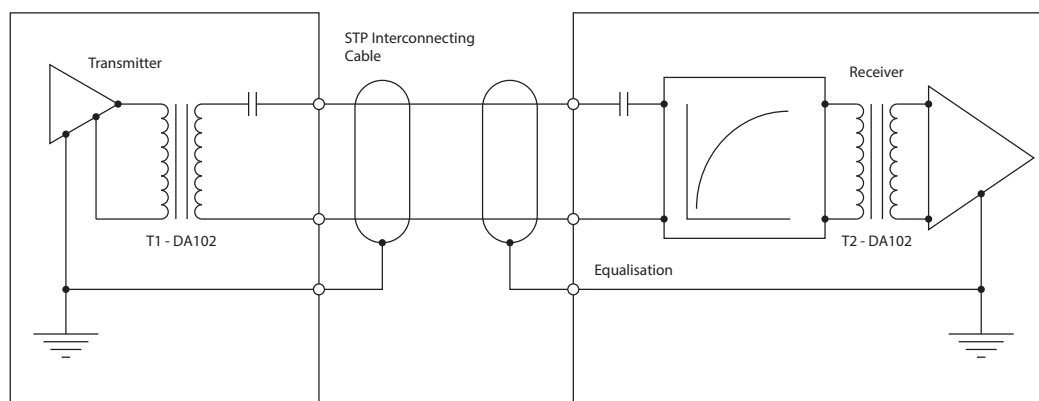 STP Interconnecting
Cable
Transmitter
Receiver
T1 - DA102
T2 - DA102
Equalisation